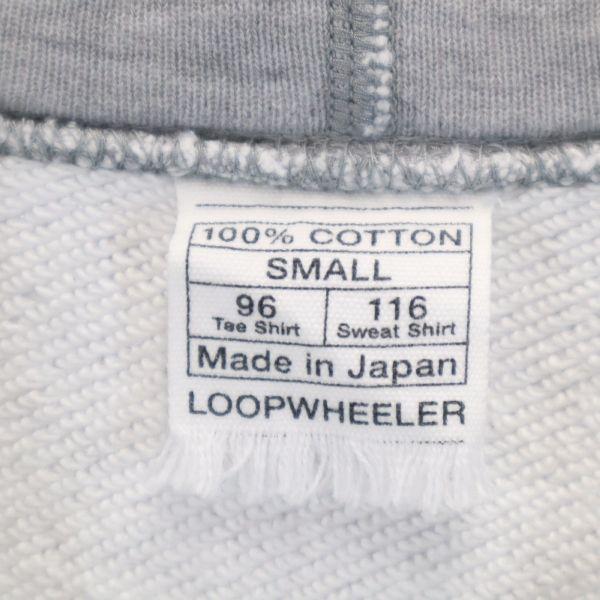 100% COTTON
SMALL
96 116
Tee Shirt Sweat Shirt
Made in Japan
LOOPWHEELER